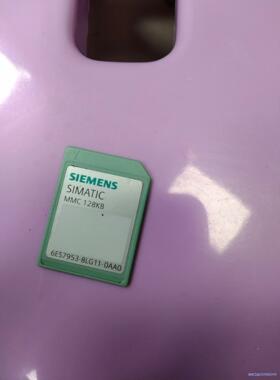 SIEMENS
SIMATIC
MMC 128KB
6ES7953-8LG11-0AA0